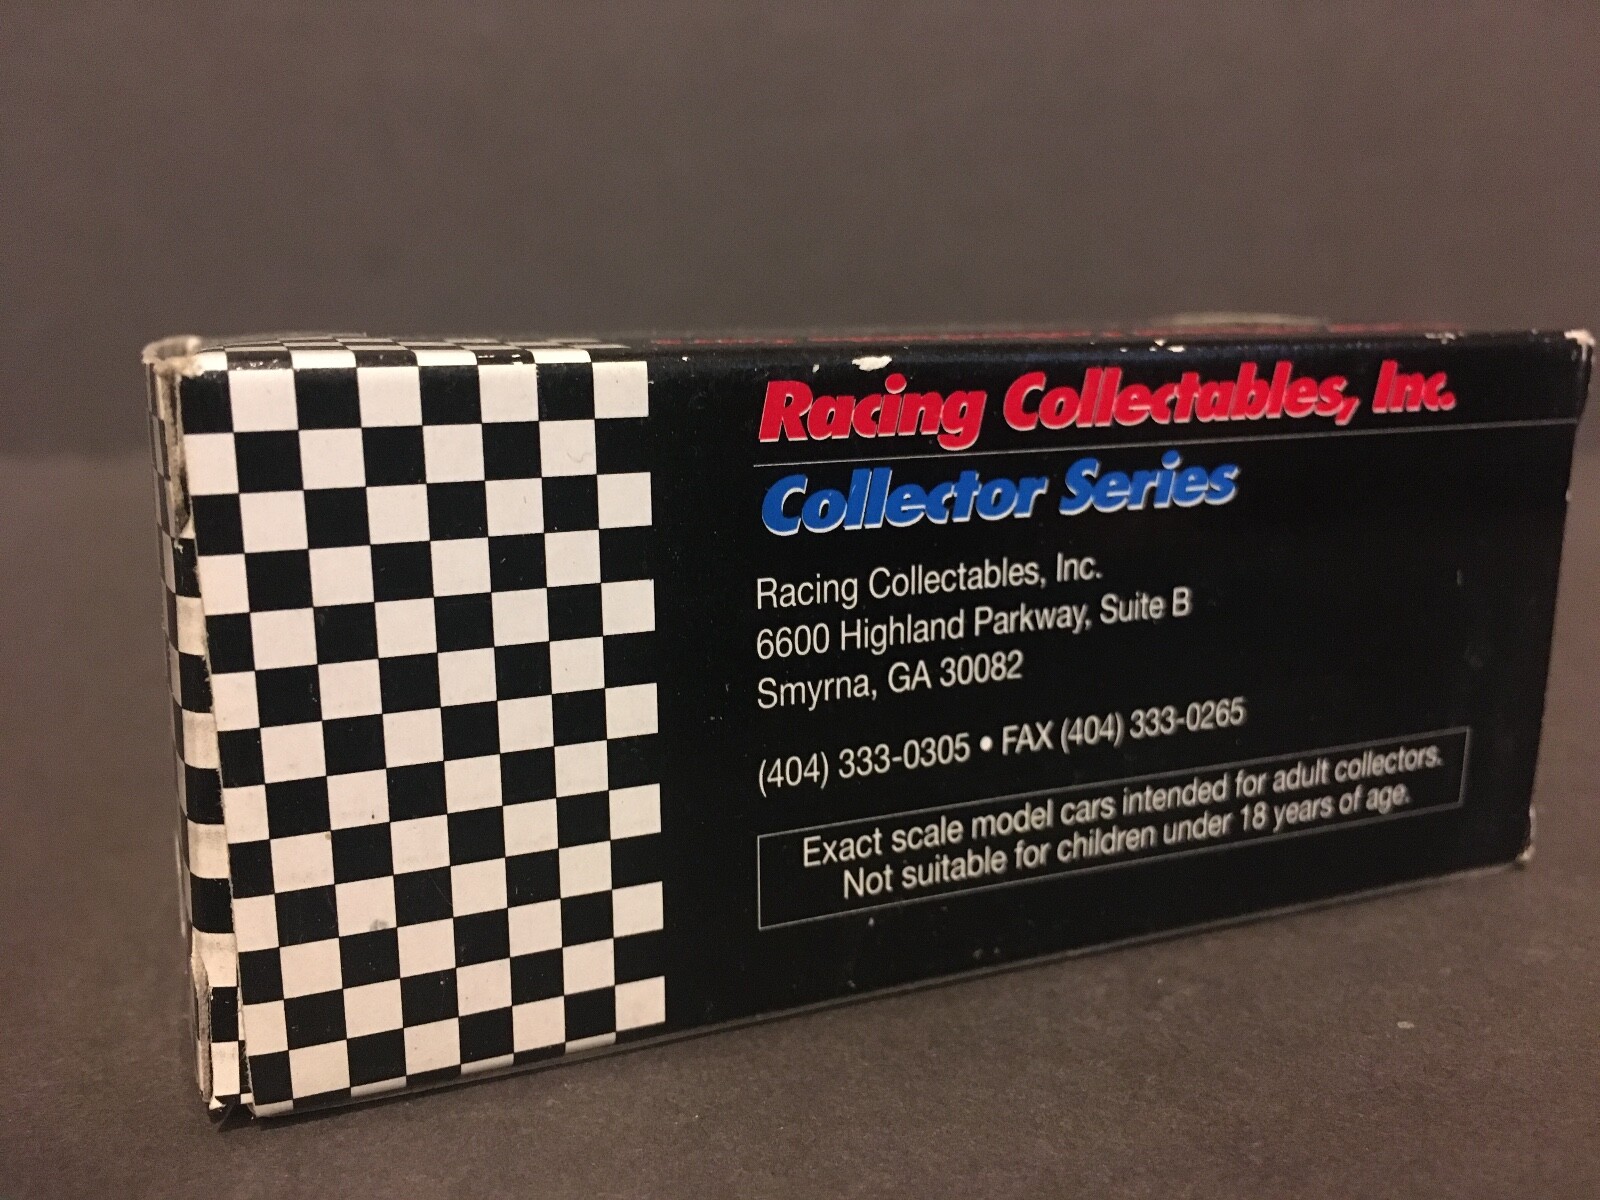 Racing Collectables, Inc.
Collector Series
Racing Collectables, Inc.
6600 Highland Parkway, Suite B
Smyrna, GA 30082
(404) 333-0305 • FAX (404) 333-0265
Exact scale model cars intended for adult collectors.
Not suitable for children under 18 years of age.